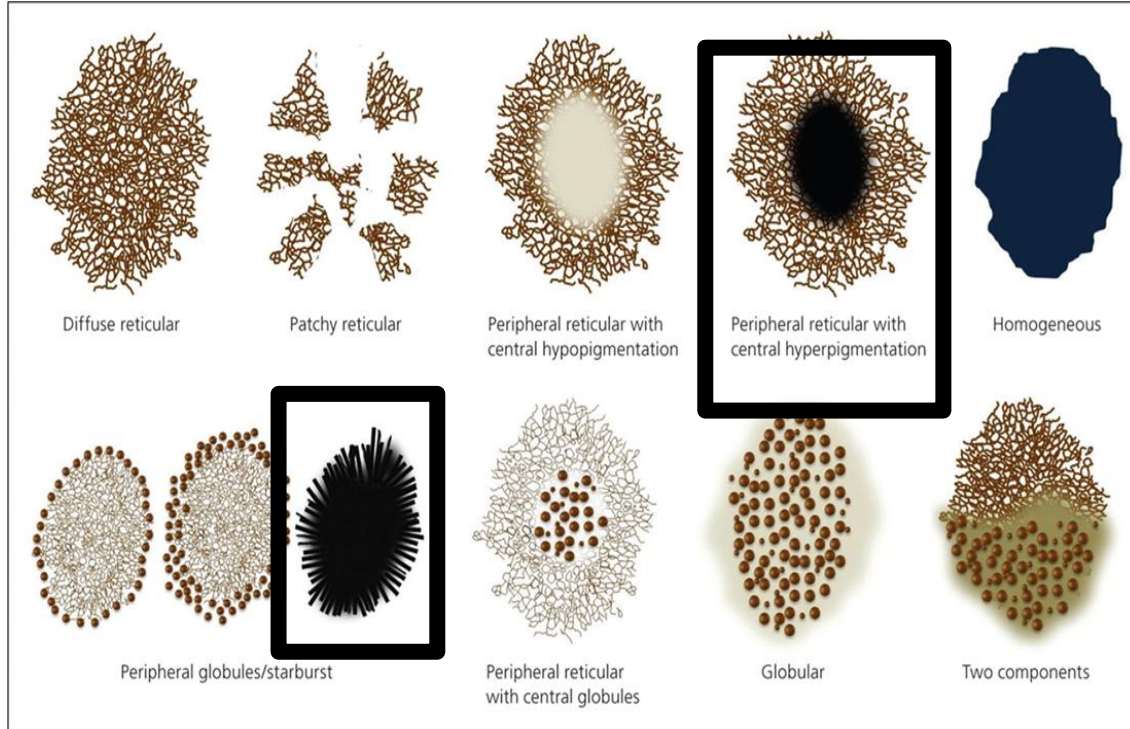 Diffuse reticular
Patchy reticular
Peripheral reticular with
central hypopigmentation
Peripheral reticular with
central hyperpigmentation
Homogeneous
Peripheral globules/starburst
Peripheral reticular
with central globules
Globular
Two components